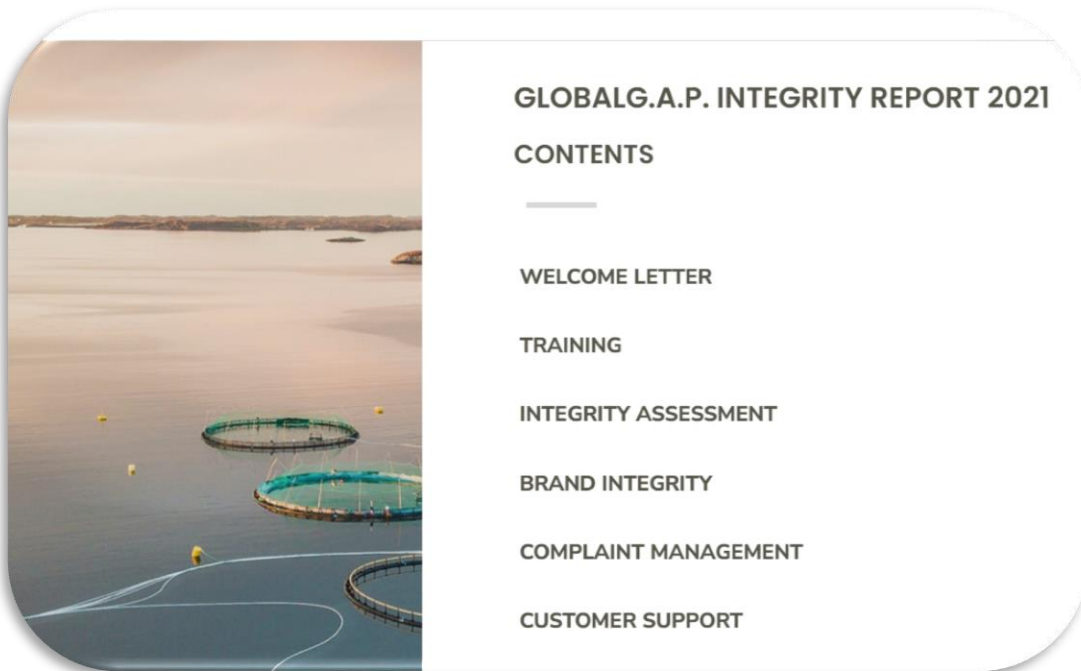 GLOBALG.A.P. INTEGRITY REPORT 2021
CONTENTS
WELCOME LETTER
TRAINING
INTEGRITY ASSESSMENT
BRAND INTEGRITY
COMPLAINT MANAGEMENT
CUSTOMER SUPPORT